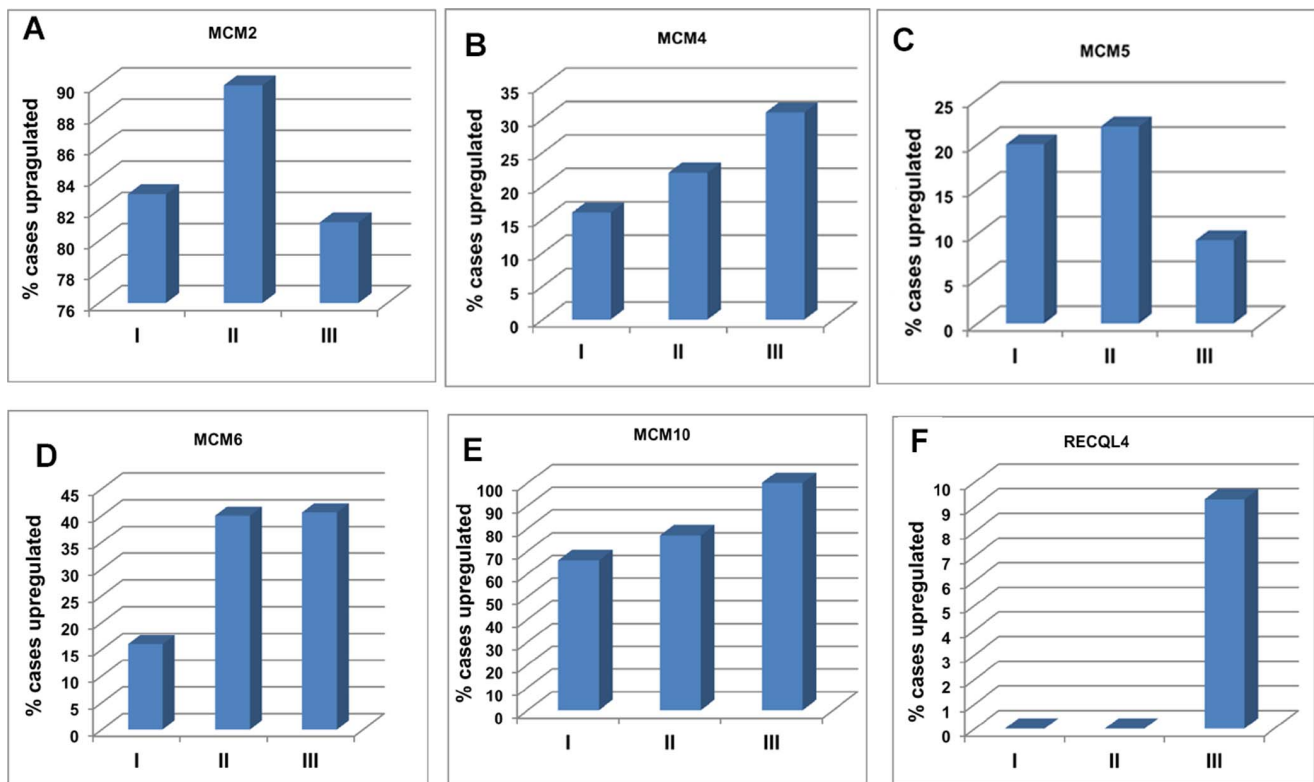 A
MCM2
% cases upragulated
90
88
86
84
82
80
78
76
I II III
B
MCM4
% cases upregulated
35
30
25
20
15
10
5
0
I II III
C
MCM5
% cases upregulated
25
20
15
10
5
0
I II III
D
MCM6
% cases upregulated
45
40
35
30
25
20
15
10
5
0
I II III
E
MCM10
% cases upregulated
100
90
80
70
60
50
40
30
20
10
0
I II III
F
RECQL4
% cases upregulated
10
9
8
7
6
5
4
3
2
1
0
I II III